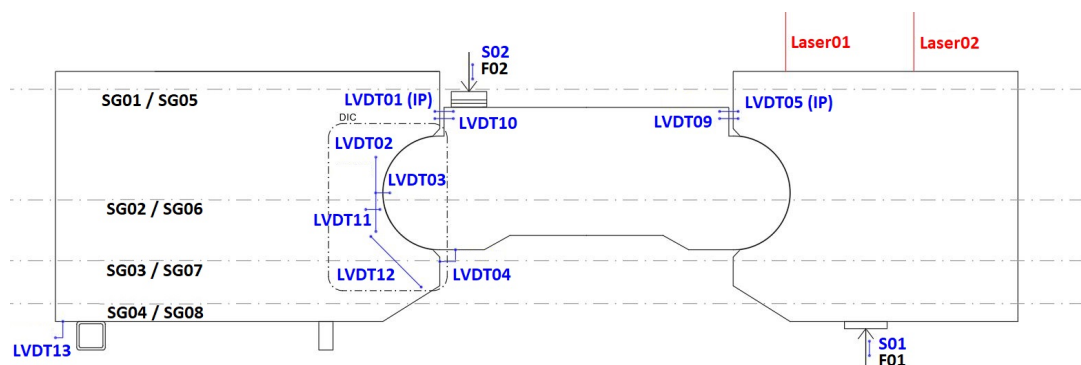 Laser01
Laser02
S02
F02
SG01 / SG05
LVDT01 (IP)
LVDT05 (IP)
DIC
LVDT10
LVDT09
LVDT02
LVDT03
SG02 / SG06
LVDT11
SG03 / SG07
LVDT12
LVDT04
SG04 / SG08
LVDT13
S01
F01